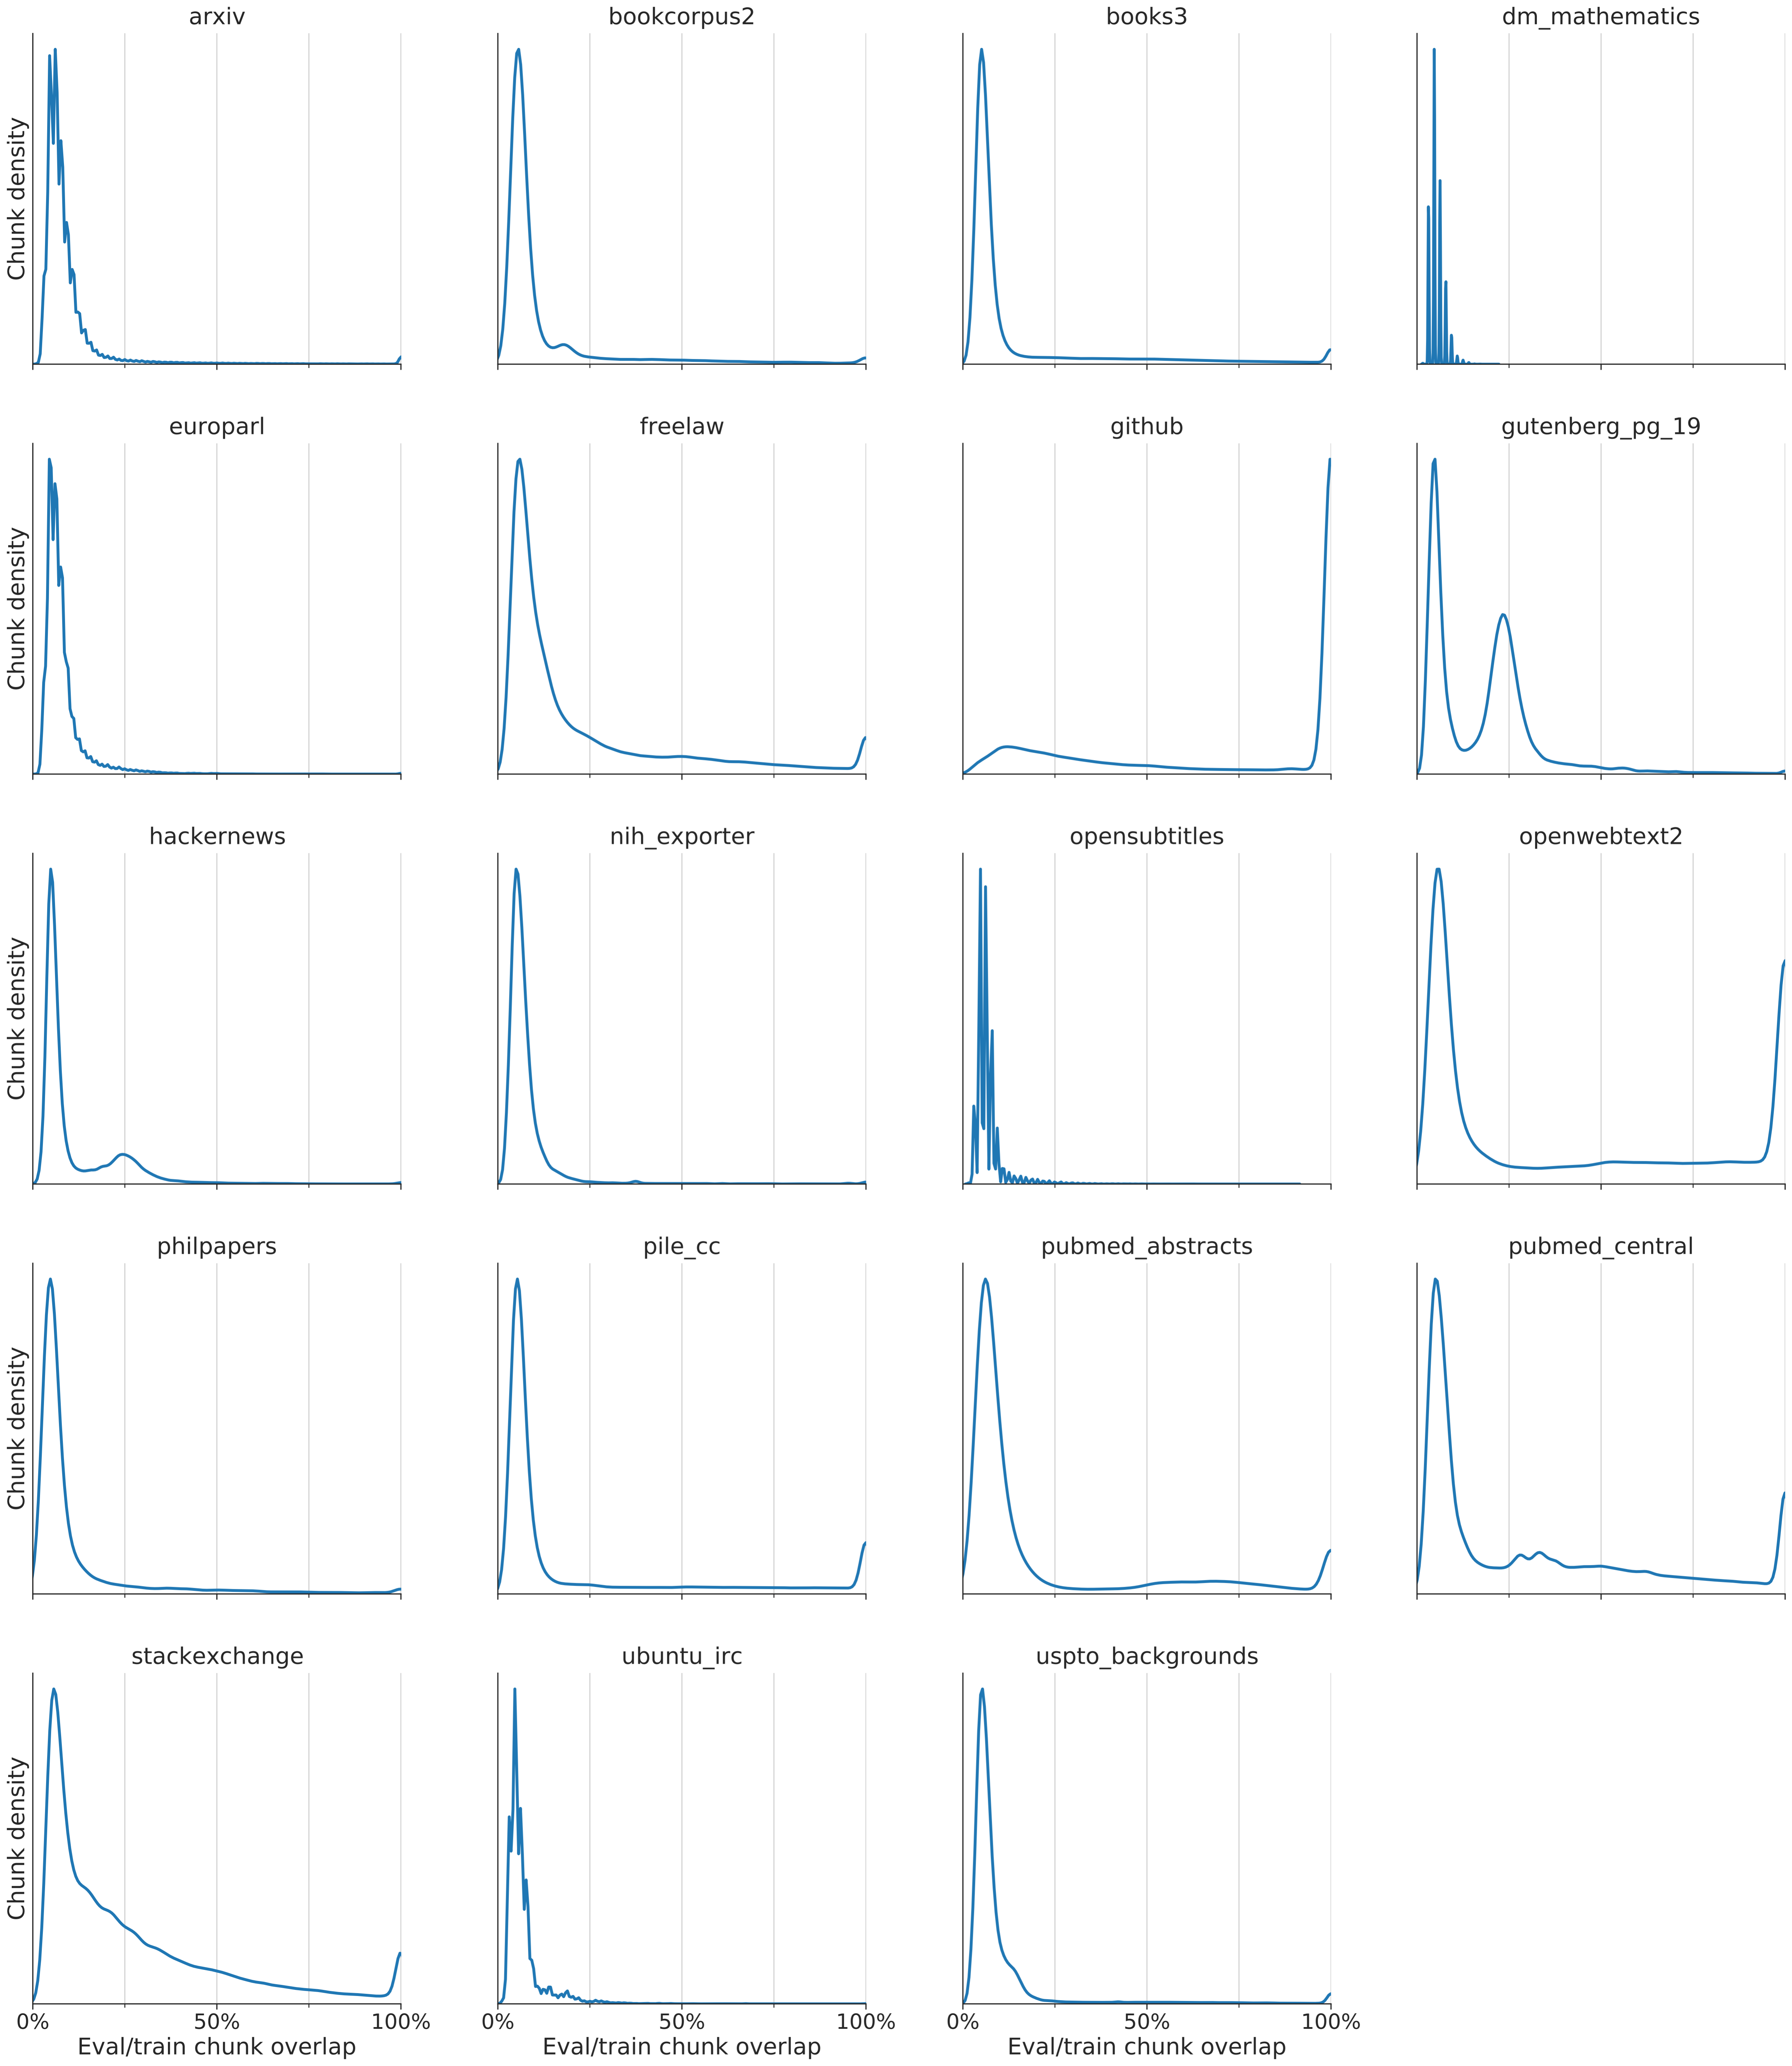 arxiv
bookcorpus2
books3
dm_mathematics
Chunk density
europarl
freelaw
github
gutenberg_pg_19
Chunk density
hackernews
nih_exporter
opensubtitles
openwebtext2
Chunk density
philpapers
pile_cc
pubmed_abstracts
pubmed_central
Chunk density
stackexchange
ubuntu_irc
uspto_backgrounds
Chunk density
0% 50% 100%
0% 50% 100%
0% 50% 100%
Eval/train chunk overlap
Eval/train chunk overlap
Eval/train chunk overlap